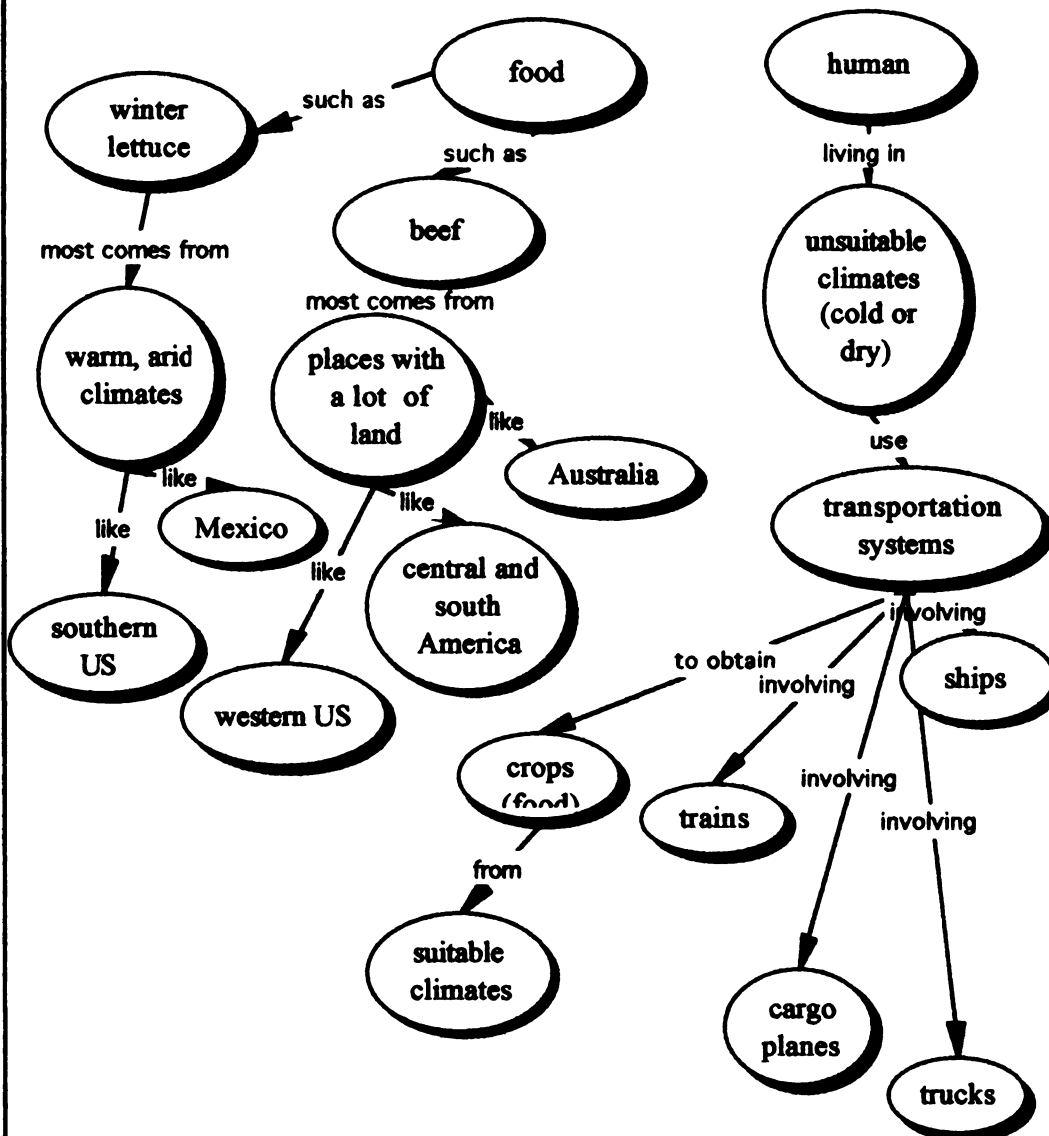 food
human
such as
winter
lettuce
such as
living in
beef
unsuitable
climates
(cold or
dry)
most comes from
most comes from
warm, arid
climates
places with
a lot of
land
like
use
Australia
like
Mexico
like
like
like
central and
south
America
transportation
systems
southern
US
western US
involving
ships
to obtain
involving
crops
(food)
trains
involving
involving
from
suitable
climates
cargo
planes
trucks